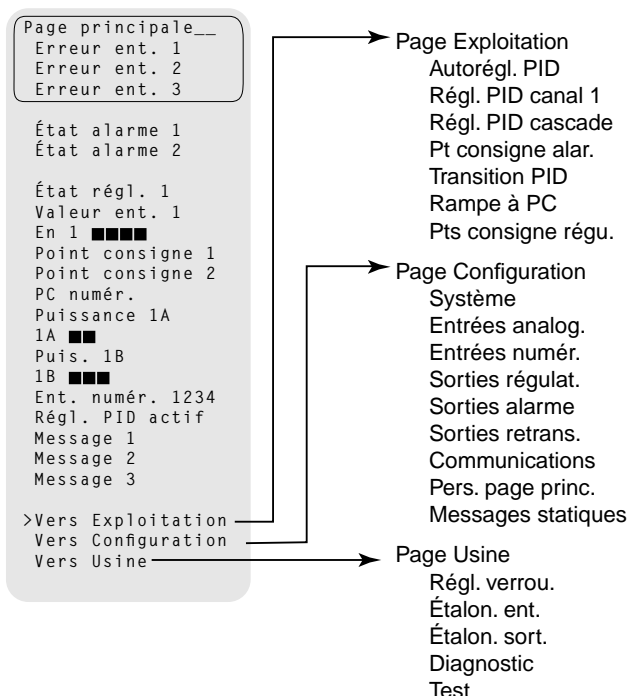 Page principale__
Erreur ent. 1
Erreur ent. 2
Erreur ent. 3
État alarme 1
État alarme 2
État régl. 1
Valeur ent. 1
En 1 ■■■■
Point consigne 1
Point consigne 2
PC numér.
Puissance 1A
1A ■■
Puis. 1B
1B ■■■
Ent. numér. 1234
Régl. PID actif
Message 1
Message 2
Message 3
>Vers Exploitation
Vers Configuration
Vers Usine
Page Exploitation
Autorégl. PID
Régl. PID canal 1
Régl. PID cascade
Pt consigne alar.
Transition PID
Rampe à PC
Pts consigne régu.
Page Configuration
Système
Entrées analog.
Entrées numér.
Sorties régulat.
Sorties alarme
Sorties retrans.
Communications
Pers. page princ.
Messages statiques
Page Usine
Régl. verrou.
Étalon. ent.
Étalon. sort.
Diagnostic
Test